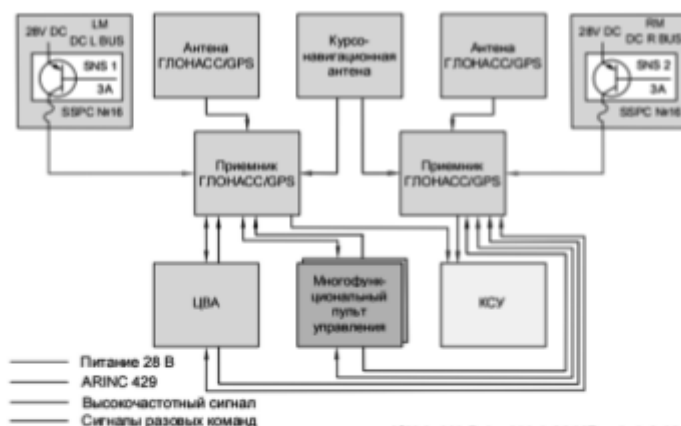 LM
28V DC
DC L BUS
SNS 1
3A
SSPC №16
Антена
ГЛОНАСС/GPS
Курсо-
навигационная
антена
Антена
ГЛОНАСС/GPS
RM
28V DC
DC R BUS
SNS 2
3A
SSPC №16
Приемник
ГЛОНАСС/GPS
Приемник
ГЛОНАСС/GPS
ЦВА
Многофунк-
циональный
пульт
управления
КСУ
Питание 28 В
ARINC 429
Высокочастотный сигнал
Сигналы разовых команд